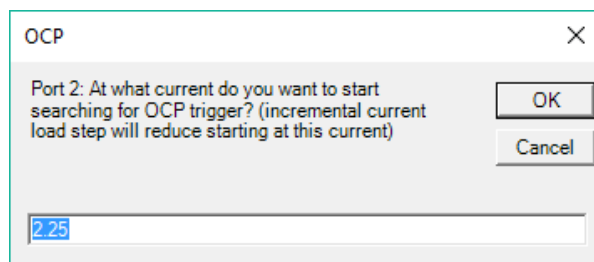 OCP
Port 2: At what current do you want to start
searching for OCP trigger? (incremental current
load step will reduce starting at this current)
OK
Cancel
2.25